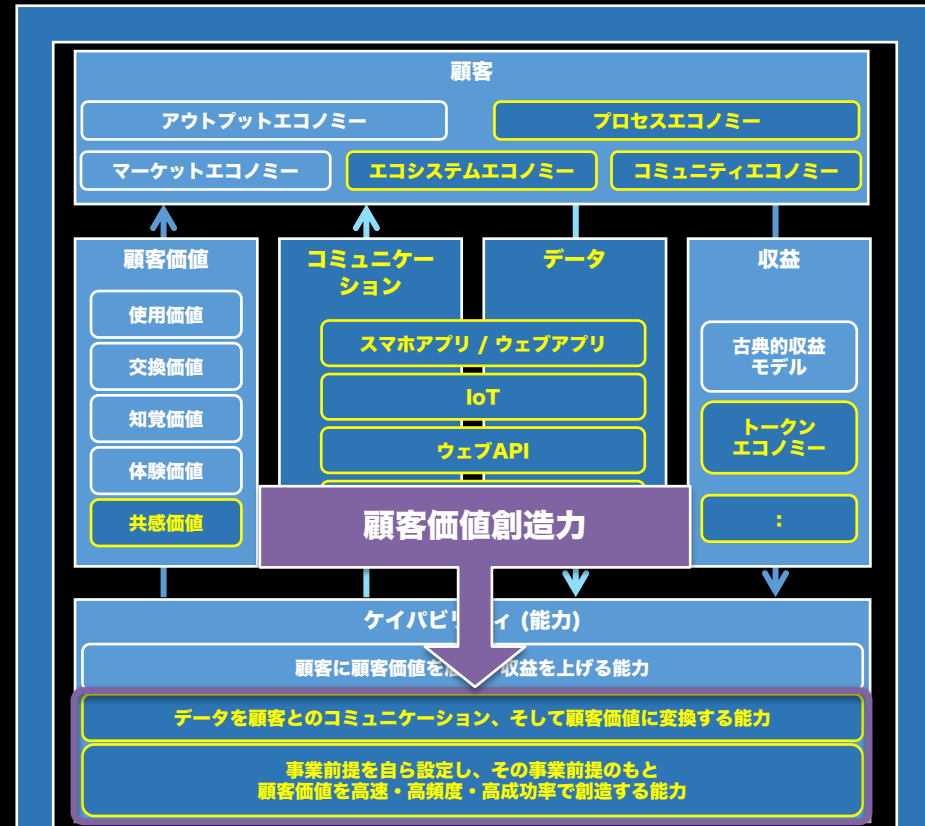 顧客
アウトプットエコノミー
プロセスエコノミー
マーケットエコノミー
エコシステムエコノミー
コミュニティエコノミー
顧客価値
使用価値
交換価値
知覚価値
体験価値
共感価値
コミュニケー
ション
データ
スマホアプリ / ウェブアプリ
IoT
ウェブAPI
収益
古典的収益
モデル
トークン
エコノミー
:
顧客価値創造力
ケイパビ ィ (能力)
顧客に顧客価値を 収益を上げる能力
データを顧客とのコミュニケーション、そして顧客価値に変換する能力
事業前提を自ら設定し、その事業前提のもと
顧客価値を高速・高頻度・高成功率で創造する能力